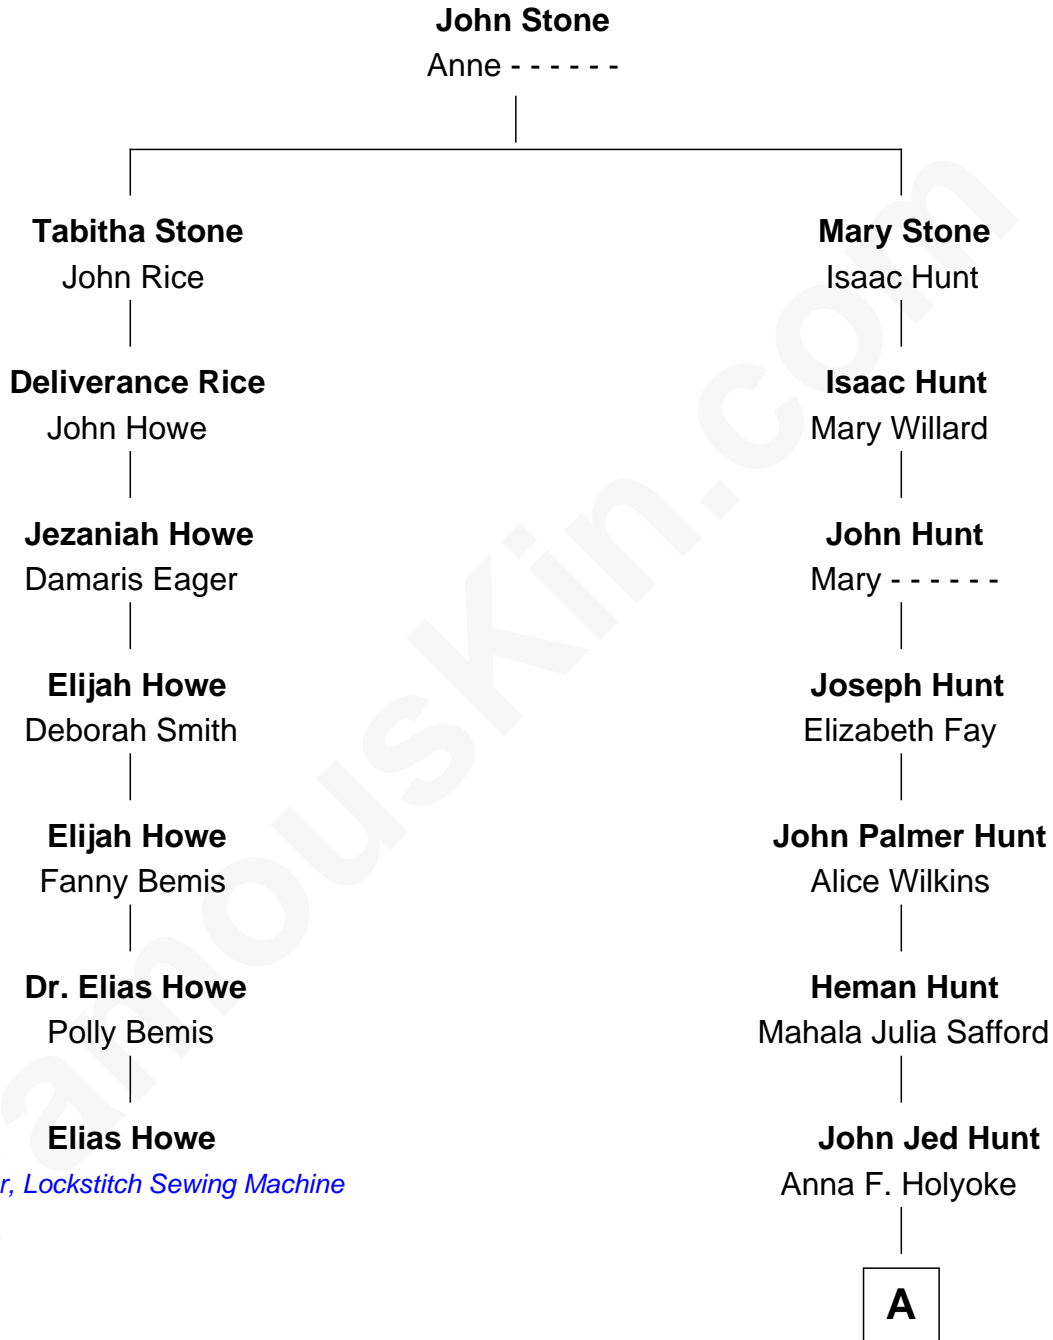 John Stone
Anne - - - - - -
Tabitha Stone
John Rice
Mary Stone
Isaac Hunt
Deliverance Rice
John Howe
Isaac Hunt
Mary Willard
Jezaniah Howe
Damaris Eager
John Hunt
Mary - - - - - -
Elijah Howe
Deborah Smith
Joseph Hunt
Elizabeth Fay
Elijah Howe
Fanny Bemis
John Palmer Hunt
Alice Wilkins
Dr. Elias Howe
Polly Bemis
Heman Hunt
Mahala Julia Safford
Elias Howe
r, Lockstitch Sewing Machine
John Jed Hunt
Anna F. Holyoke
A
amouskin.com